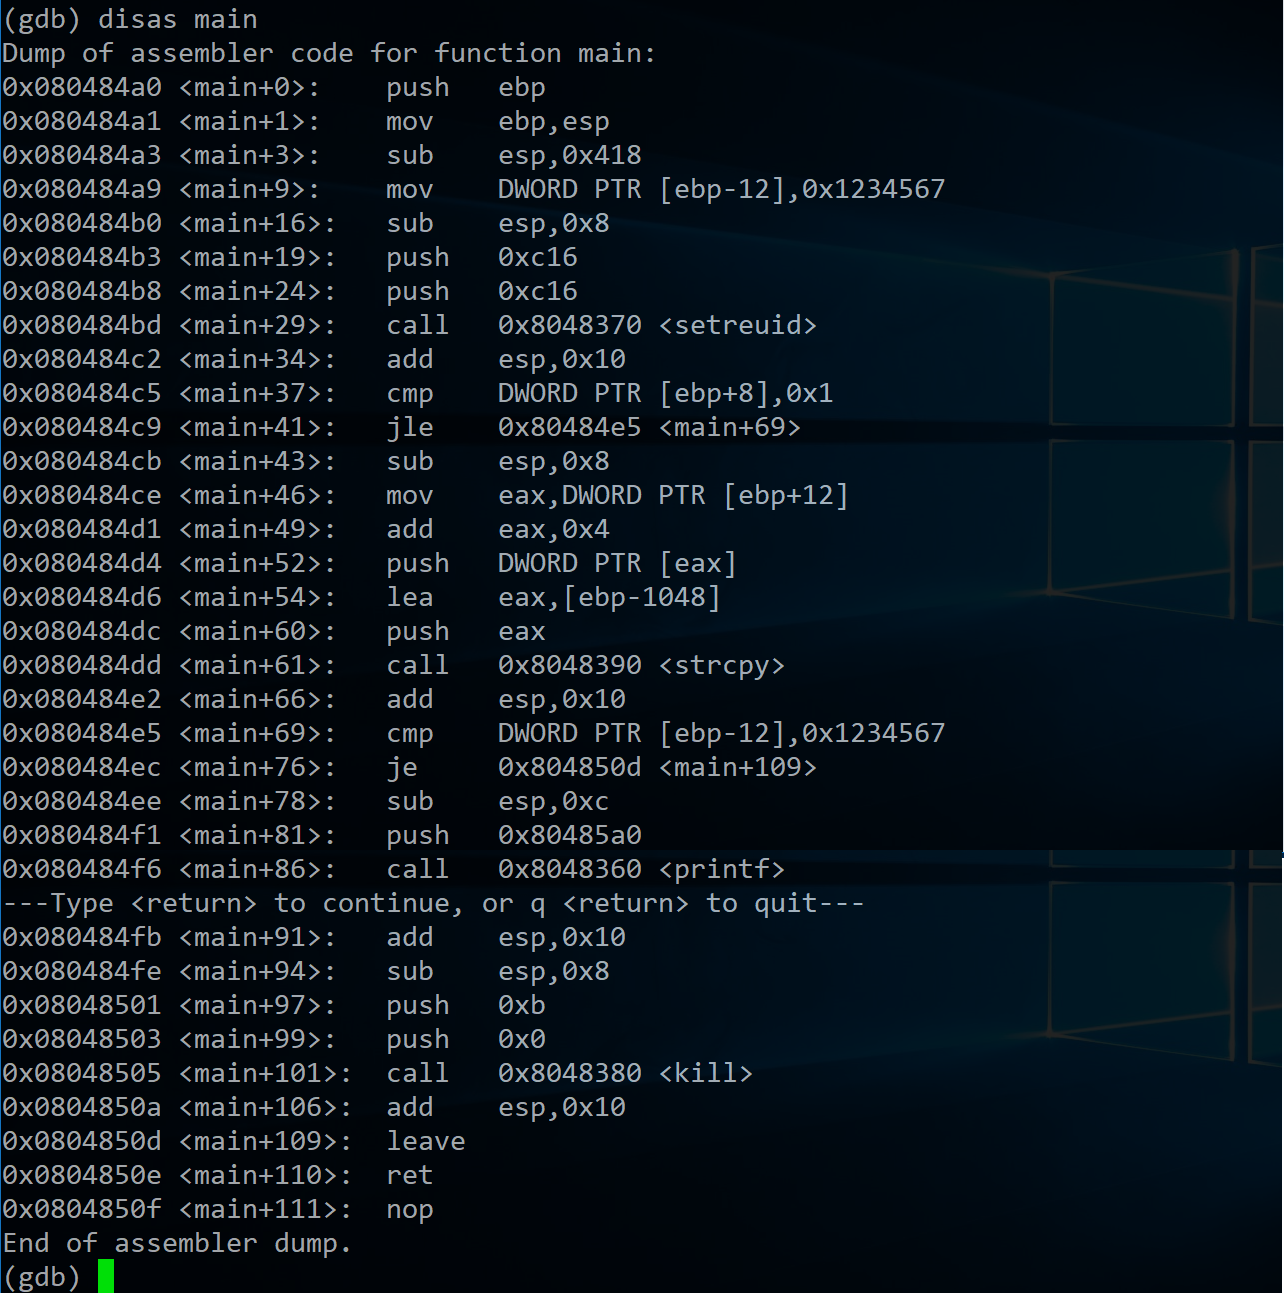 (gdb) disas main
Dump of assembler code for function main:
0x080484a0 <main+0>:    push   ebp
0x080484a1 <main+1>:    mov    ebp,esp
0x080484a3 <main+3>:    sub    esp,0x418
0x080484a9 <main+9>:    mov    DWORD PTR [ebp-12],0x1234567
0x080484b0 <main+16>:   sub    esp,0x8
0x080484b3 <main+19>:   push   0xc16
0x080484b8 <main+24>:   push   0xc16
0x080484bd <main+29>:   call   0x8048370 <setreuid>
0x080484c2 <main+34>:   add    esp,0x10
0x080484c5 <main+37>:   cmp    DWORD PTR [ebp+8],0x1
0x080484c9 <main+41>:   jle    0x80484e5 <main+69>
0x080484cb <main+43>:   sub    esp,0x8
0x080484ce <main+46>:   mov    eax,DWORD PTR [ebp+12]
0x080484d1 <main+49>:   add    eax,0x4
0x080484d4 <main+52>:   push   DWORD PTR [eax]
0x080484d6 <main+54>:   lea    eax,[ebp-1048]
0x080484dc <main+60>:   push   eax
0x080484dd <main+61>:   call   0x8048390 <strcpy>
0x080484e2 <main+66>:   add    esp,0x10
0x080484e5 <main+69>:   cmp    DWORD PTR [ebp-12],0x1234567
0x080484ec <main+76>:   je     0x804850d <main+109>
0x080484ee <main+78>:   sub    esp,0xc
0x080484f1 <main+81>:   push   0x80485a0
0x080484f6 <main+86>:   call   0x8048360 <printf>
---Type <return> to continue, or q <return> to quit---
0x080484fb <main+91>:   add    esp,0x10
0x080484fe <main+94>:   sub    esp,0x8
0x08048501 <main+97>:   push   0xb
0x08048503 <main+99>:   push   0x0
0x08048505 <main+101>:  call   0x8048380 <kill>
0x0804850a <main+106>:  add    esp,0x10
0x0804850d <main+109>:  leave
0x0804850e <main+110>:  ret
0x0804850f <main+111>:  nop
End of assembler dump.
(gdb)